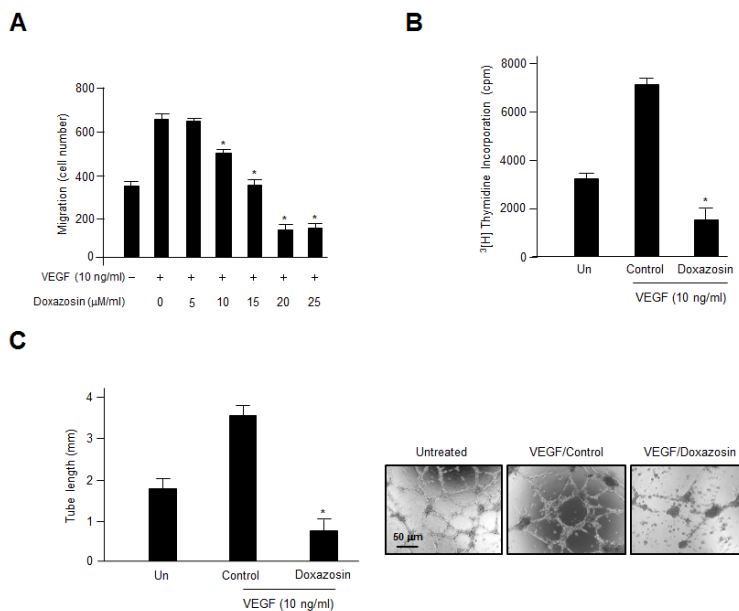 A
Migration (cell number)
800
600
400
200
0
*
*
*
*
VEGF (10 ng/ml) – + + + + + +
Doxazosin (μM/ml) 0 5 10 15 20 25
B
³[H] Thymidine Incorporation (cpm)
8000
6000
4000
2000
0
*
Un Control Doxazosin
VEGF (10 ng/ml)
C
Tube length (mm)
4
3
2
1
0
*
Un Control Doxazosin
VEGF (10 ng/ml)
Untreated VEGF/Control VEGF/Doxazosin
50 μm